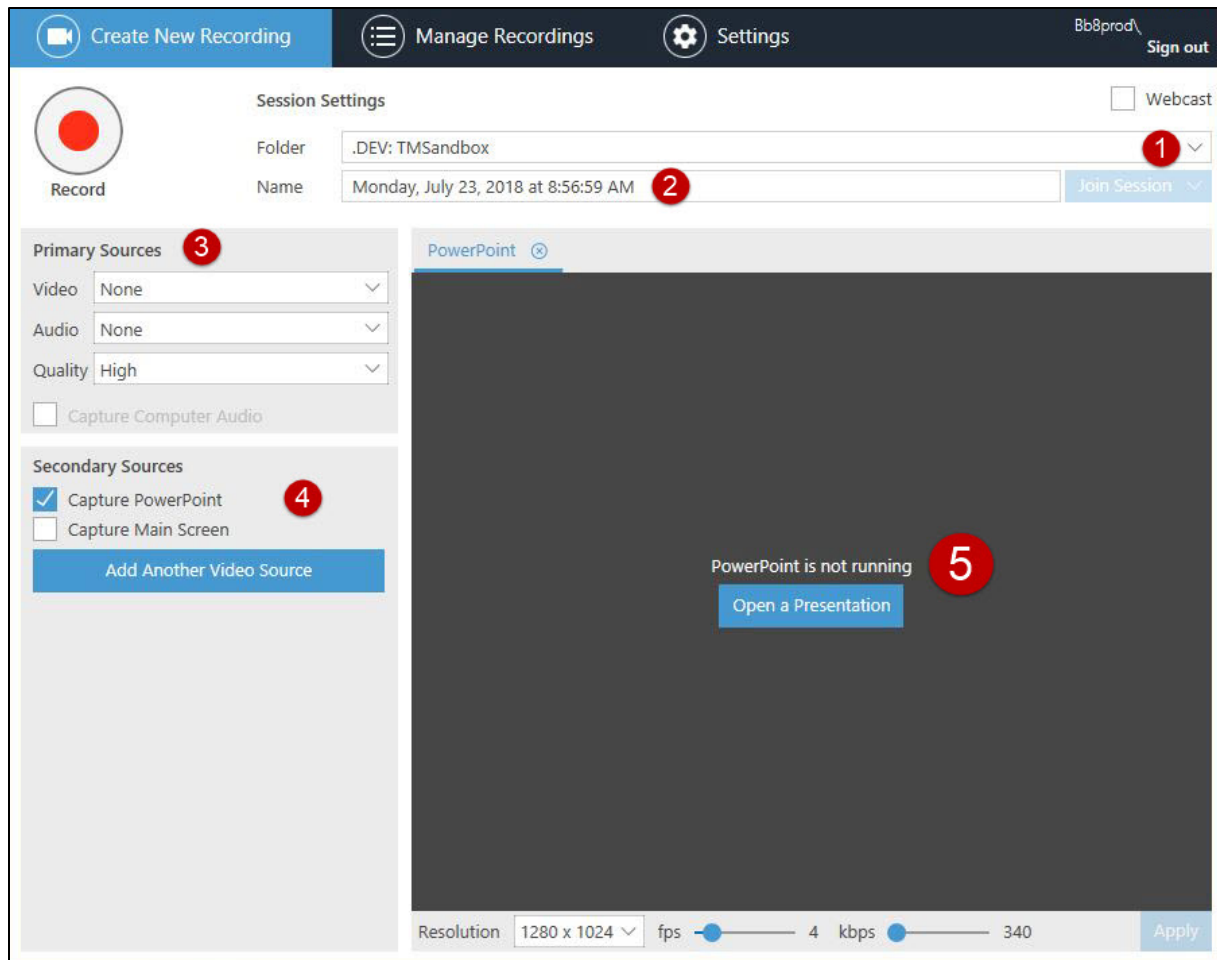 Create New Recording
Manage Recordings
Settings
Bb8prod\
Sign out
Session Settings
Webcast
Folder .DEV: TMSandbox 1
Record
Name Monday, July 23, 2018 at 8:56:59 AM 2 Join Session
Primary Sources 3
PowerPoint
Video None
Audio None
Quality High
Capture Computer Audio
Secondary Sources
Capture PowerPoint 4
Capture Main Screen
Add Another Video Source
PowerPoint is not running 5
Open a Presentation
Resolution 1280 x 1024 fps 4 kbps 340 Apply